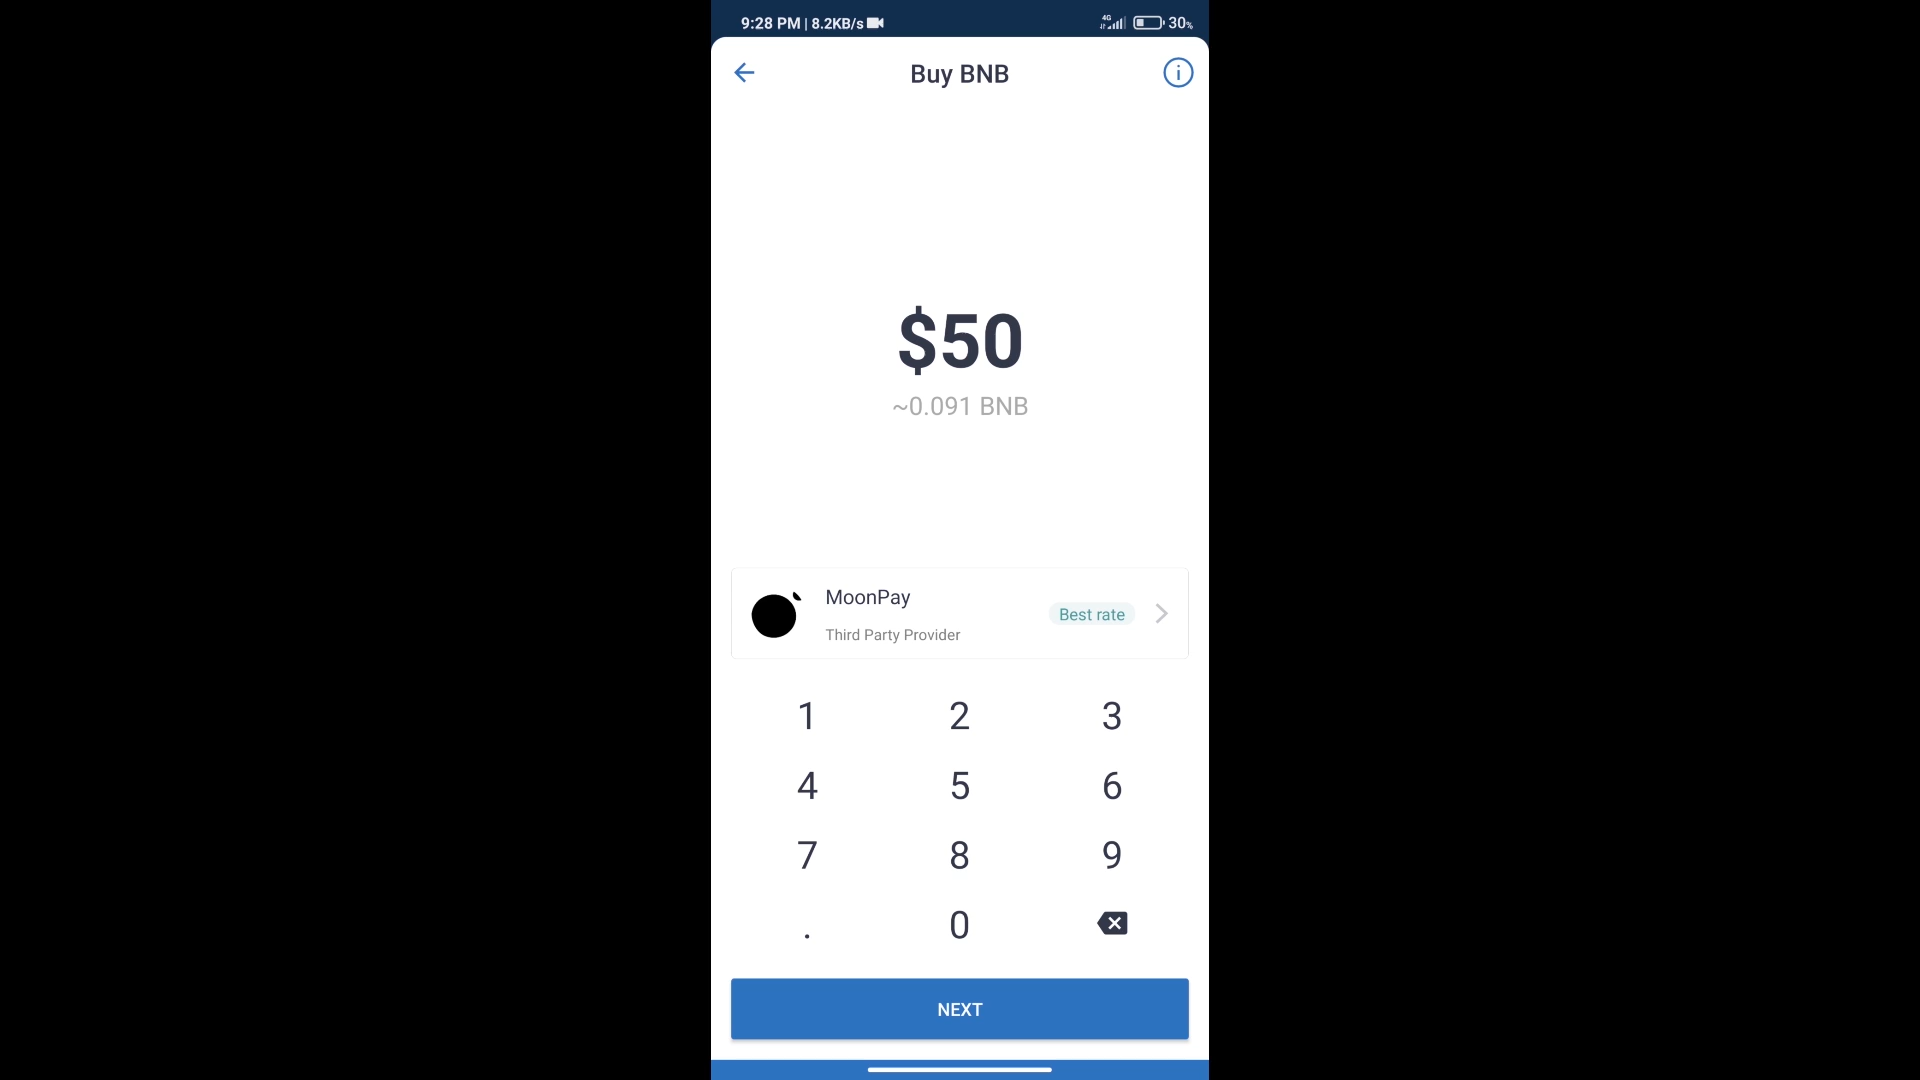 9:28 PM | 8.2KB/s
4G
30%
Buy BNB
$50
~0.091 BNB
MoonPay
Best rate
Third Party Provider
1 2 3
4 5 6
7 8 9
. 0
NEXT